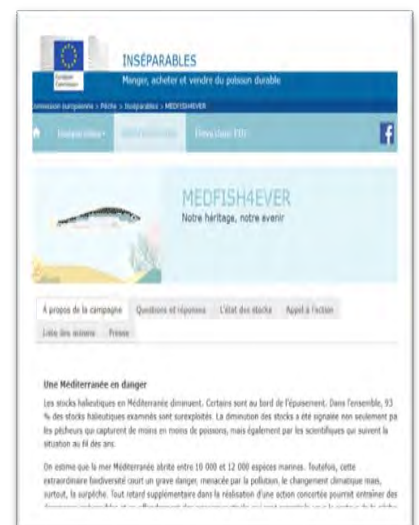 INSÉPARABLES
European
Commission
Manger, acheter et vendre du poisson durable
Commission européenne > Pêche > Inséparables > MEDFISH4EVER
MEDFISH4EVER
Notre héritage, notre avenir
À propos de la campagne
Questions et réponses
L'état des stocks
Appel à l'action
Liste des actions
Presse
Une Méditerranée en danger
Les stocks halieutiques en Méditerranée diminuent. Certains sont au bord de l'épuisement. Dans l'ensemble, 93
% des stocks halieutiques examinés sont surexploités. La diminution des stocks a été signalée non seulement pa
les pêcheurs qui capturent de moins en moins de poissons, mais également par les scientifiques qui suivent la
situation au fil des ans.
On estime que la mer Méditerranée abrite entre 10 000 et 12 000 espèces marines. Toutefois, cette
extraordinaire biodiversité court un grave danger, menacée par la pollution, le changement climatique mais,
surtout, la surpêche. Tout retard supplémentaire dans la réalisation d'une action concertée pourrait entraîner des